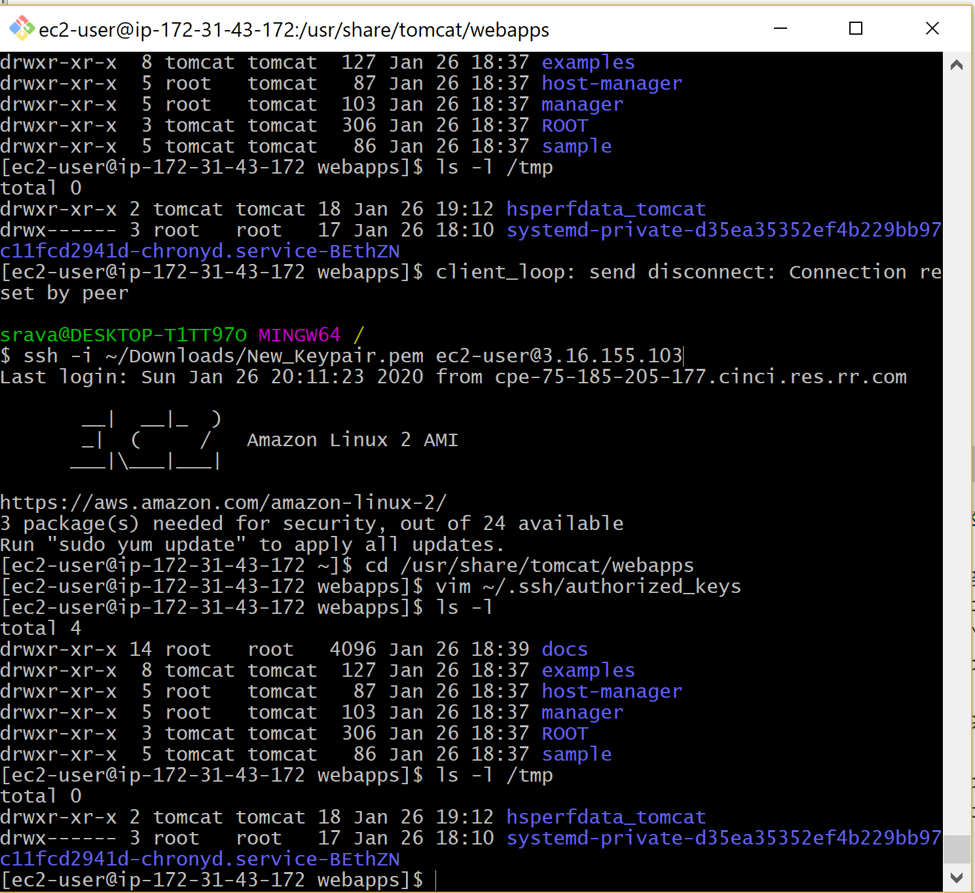 ec2-user@ip-172-31-43-172:/usr/share/tomcat/webapps
drwxr-xr-x  8 tomcat tomcat  127 Jan 26 18:37 examples
drwxr-xr-x  5 root   tomcat   87 Jan 26 18:37 host-manager
drwxr-xr-x  5 root   tomcat  103 Jan 26 18:37 manager
drwxr-xr-x  3 tomcat tomcat  306 Jan 26 18:37 ROOT
drwxr-xr-x  5 tomcat tomcat   86 Jan 26 18:37 sample
[ec2-user@ip-172-31-43-172 webapps]$ ls -l /tmp
total 0
drwxr-xr-x 2 tomcat tomcat 18 Jan 26 19:12 hsperfdata_tomcat
drwx------ 3 root   root   17 Jan 26 18:10 systemd-private-d35ea35352ef4b229bb97
c11fcd2941d-chronyd.service-BEthZN
[ec2-user@ip-172-31-43-172 webapps]$ client_loop: send disconnect: Connection re
set by peer
srava@DESKTOP-T1TT97O MINGW64 /
$ ssh -i ~/Downloads/New_Keypair.pem ec2-user@3.16.155.103
Last login: Sun Jan 26 20:11:23 2020 from cpe-75-185-205-177.cinci.res.rr.com
       __|  __|_  )
       _|  (     /   Amazon Linux 2 AMI
      ___|\___|___|
https://aws.amazon.com/amazon-linux-2/
3 package(s) needed for security, out of 24 available
Run "sudo yum update" to apply all updates.
[ec2-user@ip-172-31-43-172 ~]$ cd /usr/share/tomcat/webapps
[ec2-user@ip-172-31-43-172 webapps]$ vim ~/.ssh/authorized_keys
[ec2-user@ip-172-31-43-172 webapps]$ ls -l
total 4
drwxr-xr-x 14 root   root   4096 Jan 26 18:39 docs
drwxr-xr-x  8 tomcat tomcat  127 Jan 26 18:37 examples
drwxr-xr-x  5 root   tomcat   87 Jan 26 18:37 host-manager
drwxr-xr-x  5 root   tomcat  103 Jan 26 18:37 manager
drwxr-xr-x  3 tomcat tomcat  306 Jan 26 18:37 ROOT
drwxr-xr-x  5 tomcat tomcat   86 Jan 26 18:37 sample
[ec2-user@ip-172-31-43-172 webapps]$ ls -l /tmp
total 0
drwxr-xr-x 2 tomcat tomcat 18 Jan 26 19:12 hsperfdata_tomcat
drwx------ 3 root   root   17 Jan 26 18:10 systemd-private-d35ea35352ef4b229bb97
c11fcd2941d-chronyd.service-BEthZN
[ec2-user@ip-172-31-43-172 webapps]$